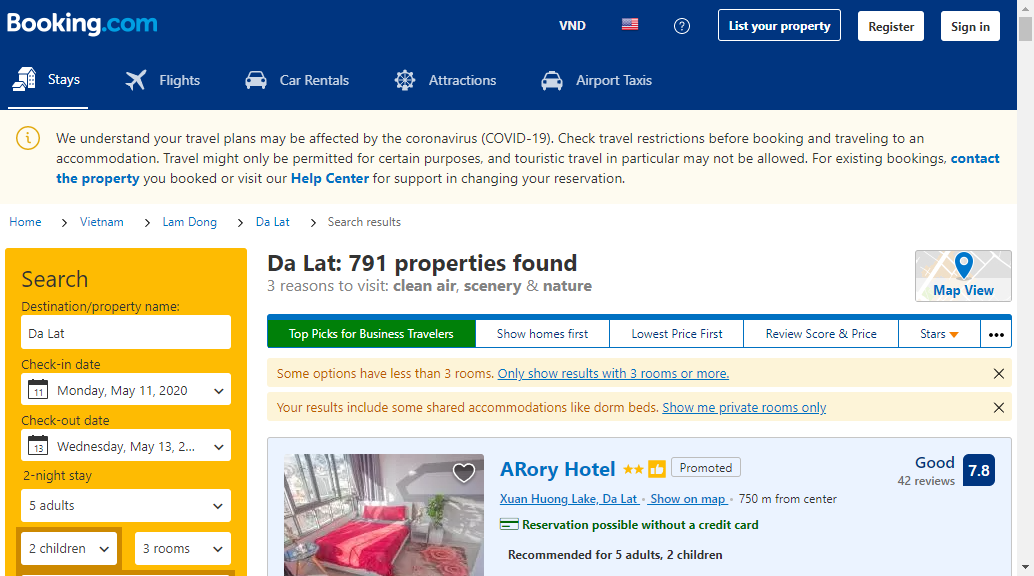 Booking.com
VND
List your property
Register
Sign in
Stays
Flights
Car Rentals
Attractions
Airport Taxis
We understand your travel plans may be affected by the coronavirus (COVID-19). Check travel restrictions before booking and traveling to an
accommodation. Travel might only be permitted for certain purposes, and touristic travel in particular may not be allowed. For existing bookings, contact
the property you booked or visit our Help Center for support in changing your reservation.
Home > Vietnam > Lam Dong > Da Lat > Search results
Search
Destination/property name:
Da Lat
Check-in date
11 Monday, May 11, 2020
Check-out date
13 Wednesday, May 13, 2...
2-night stay
5 adults
2 children
3 rooms
Da Lat: 791 properties found
3 reasons to visit: clean air, scenery & nature
Map View
Top Picks for Business Travelers
Show homes first
Lowest Price First
Review Score & Price
Stars
•••
Some options have less than 3 rooms. Only show results with 3 rooms or more.
Your results include some shared accommodations like dorm beds. Show me private rooms only
ARory Hotel
Promoted
Good
42 reviews
7.8
Xuan Huong Lake, Da Lat • Show on map • 750 m from center
Reservation possible without a credit card
Recommended for 5 adults, 2 children